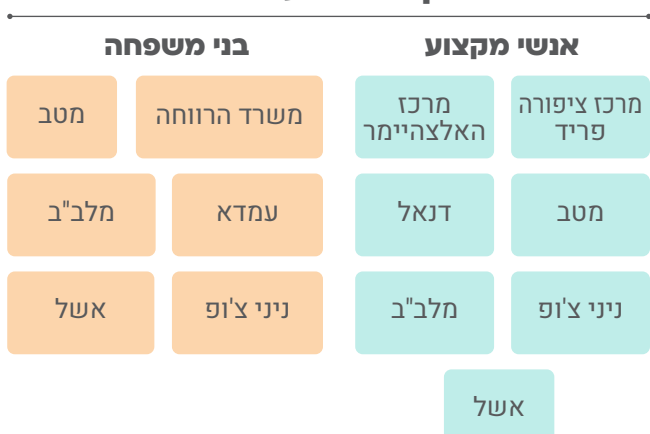 אנשי מקצוע
מרכז ציפורה
פריד
מרכז
האלצהיימר
מטב
דנאל
ניני צ'ופ
מלב"ב
אשל
בני משפחה
משרד הרווחה
מטב
עמדא
מלב"ב
ניני צ'ופ
אשל